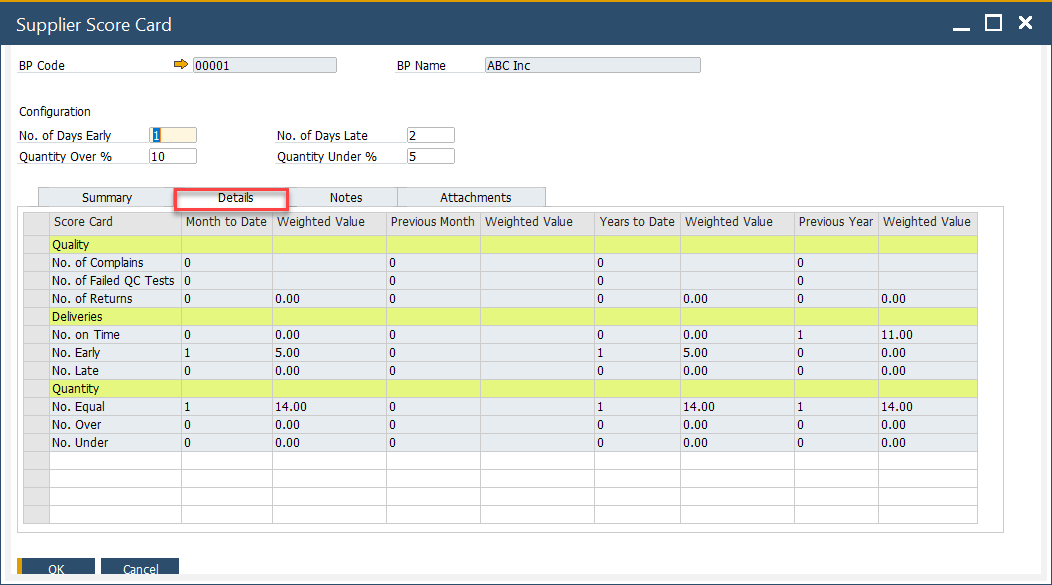 Supplier Score Card
BP Code 00001 BP Name ABC Inc
Configuration
No. of Days Early 1 No. of Days Late 2
Quantity Over % 10 Quantity Under % 5
Summary Details Notes Attachments
Score Card Month to Date Weighted Value Previous Month Weighted Value Years to Date Weighted Value Previous Year Weighted Value
Quality
No. of Complains 0 0 0 0
No. of Failed QC Tests 0 0 0 0
No. of Returns 0 0.00 0 0 0.00 0 0.00
Deliveries
No. on Time 0 0.00 0 0 0.00 1 11.00
No. Early 1 5.00 0 1 5.00 0 0.00
No. Late 0 0.00 0 0 0.00 0 0.00
Quantity
No. Equal 1 14.00 0 1 14.00 1 14.00
No. Over 0 0.00 0 0 0.00 0 0.00
No. Under 0 0.00 0 0 0.00 0 0.00
OK Cancel